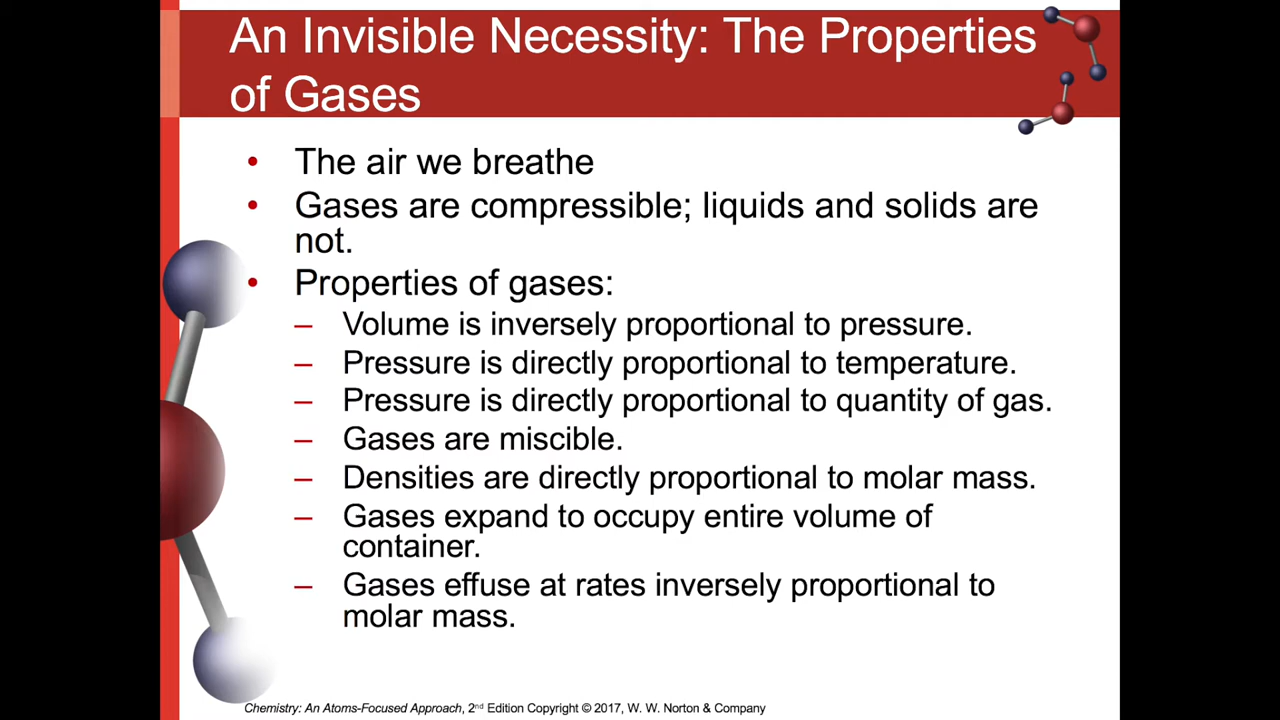 An Invisible Necessity: The Properties
of Gases
• The air we breathe
• Gases are compressible; liquids and solids are
not.
• Properties of gases:
– Volume is inversely proportional to pressure.
– Pressure is directly proportional to temperature.
– Pressure is directly proportional to quantity of gas.
– Gases are miscible.
– Densities are directly proportional to molar mass.
– Gases expand to occupy entire volume of
container.
– Gases effuse at rates inversely proportional to
molar mass.
Chemistry: An Atoms-Focused Approach, 2nd Edition Copyright © 2017, W. W. Norton & Company